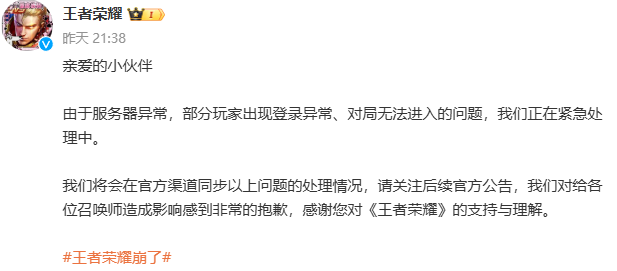 王者荣耀
昨天 21:38
亲爱的小伙伴
由于服务器异常，部分玩家出现登录异常、对局无法进入的问题，我们正在紧急处
理中。
我们将会在官方渠道同步以上问题的处理情况，请关注后续官方公告，我们对给各
位召唤师造成影响感到非常的抱歉，感谢您对《王者荣耀》的支持与理解。
#王者荣耀崩了#